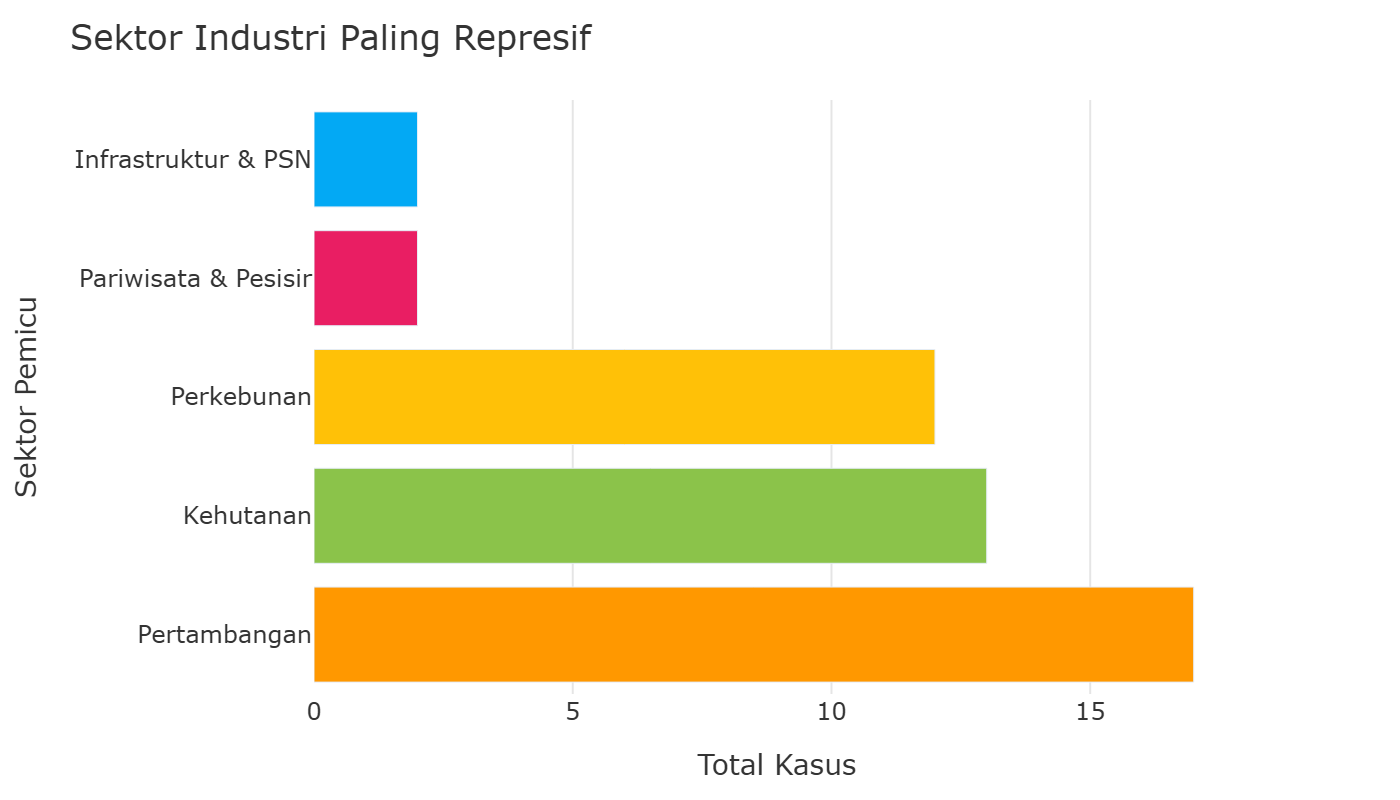 Sektor Industri Paling Represif
Infrastruktur & PSN
Pariwisata & Pesisir
Perkebunan
Kehutanan
Pertambangan
Sektor Pemicu
0
5
10
15
Total Kasus